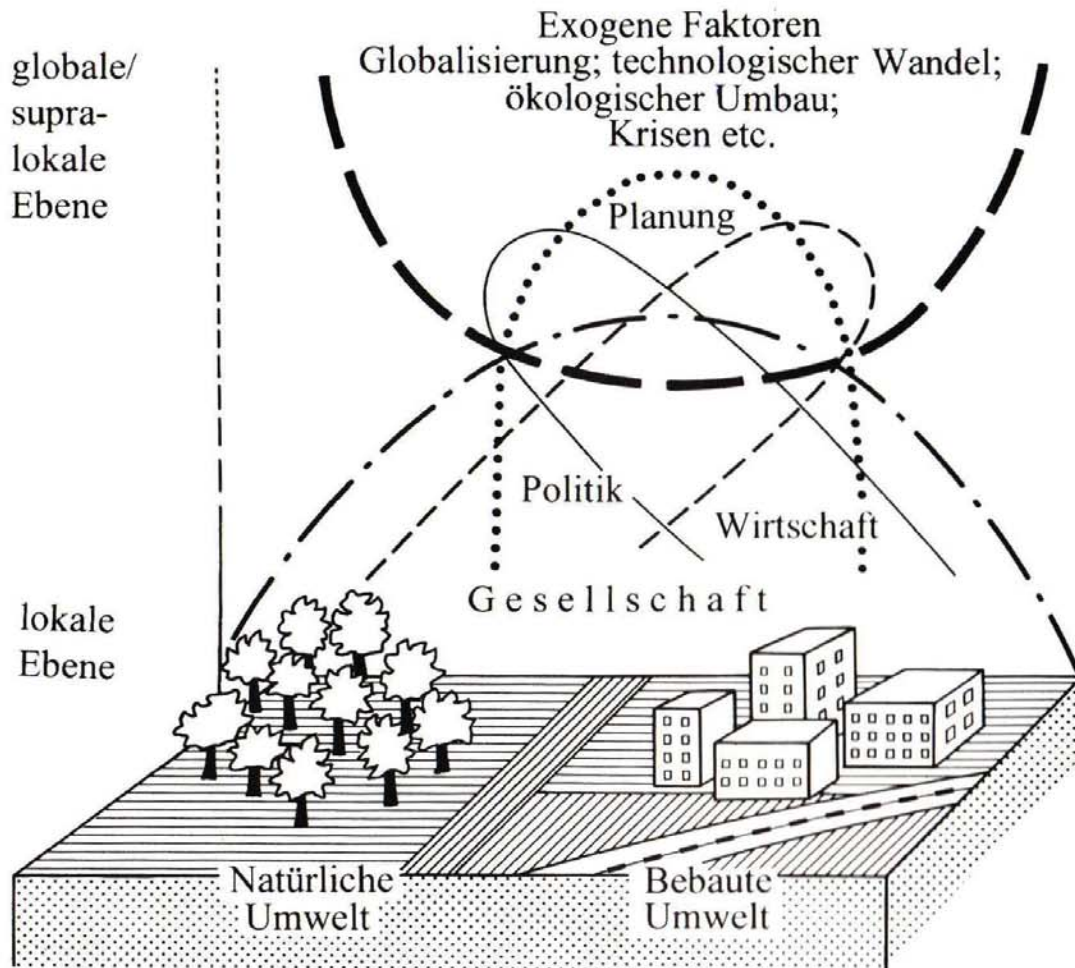 Exogene Faktoren
Globalisierung; technologischer Wandel;
ökologischer Umbau;
Krisen etc.
globale/
supra-
lokale
Ebene
Planung
Politik
Wirtschaft
Gesellschaft
lokale
Ebene
Natürliche
Umwelt
Bebaute
Umwelt